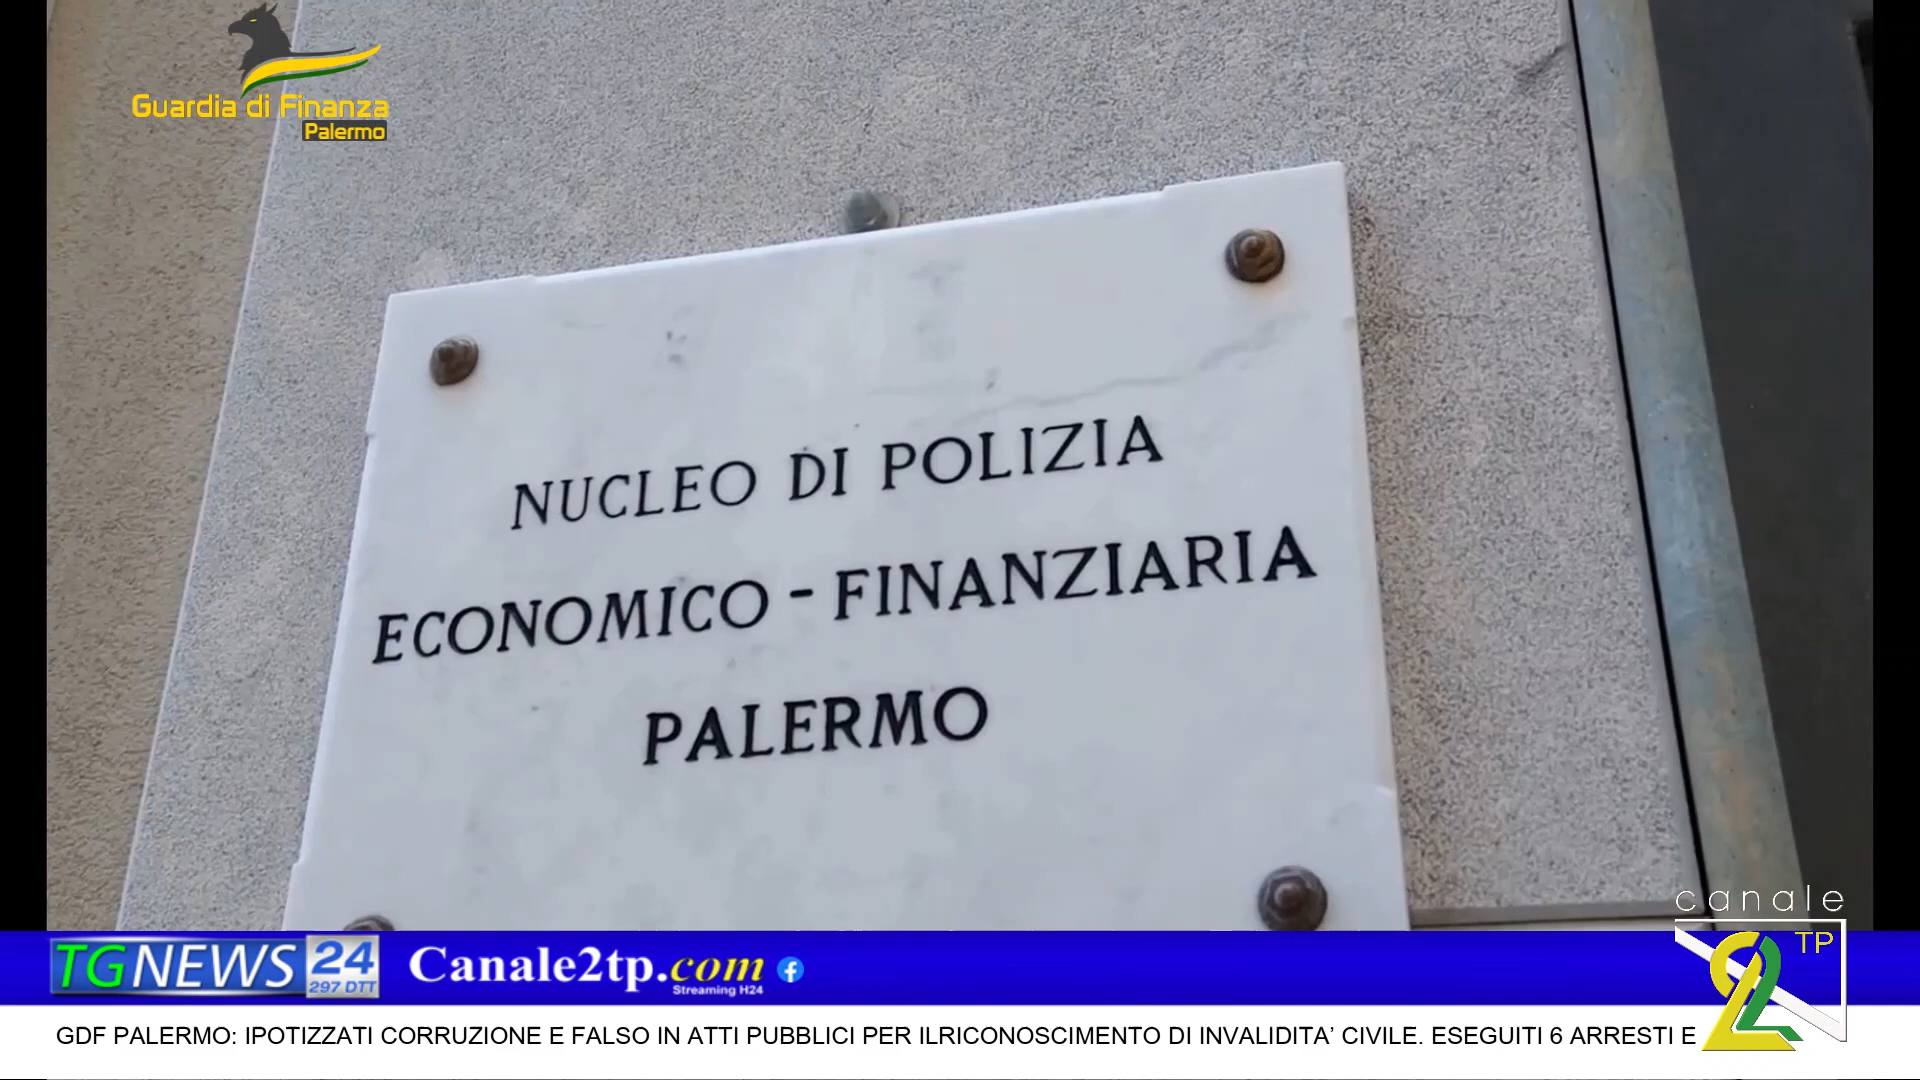 Guardia di Finanza
Palermo
NUCLEO DI POLIZIA
ECONOMICO - FINANZIARIA
PALERMO
canale
TP
2
TGNEWS 24
297 DTT
Canale2tp.com
Streaming H24
GDF PALERMO: IPOTIZZATI CORRUZIONE E FALSO IN ATTI PUBBLICI PER ILRICONOSCIMENTO DI INVALIDITA’ CIVILE. ESEGUITI 6 ARRESTI E